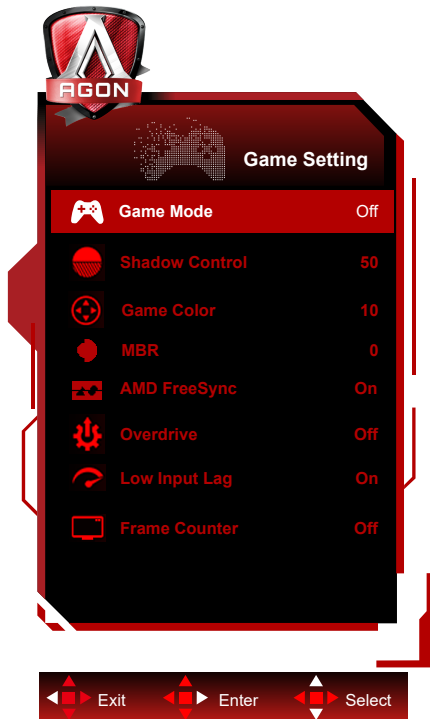 AGON
Game Setting
Game Mode Off
Shadow Control 50
Game Color 10
MBR 0
AMD FreeSync On
Overdrive Off
Low Input Lag On
Frame Counter Off
Exit Enter Select